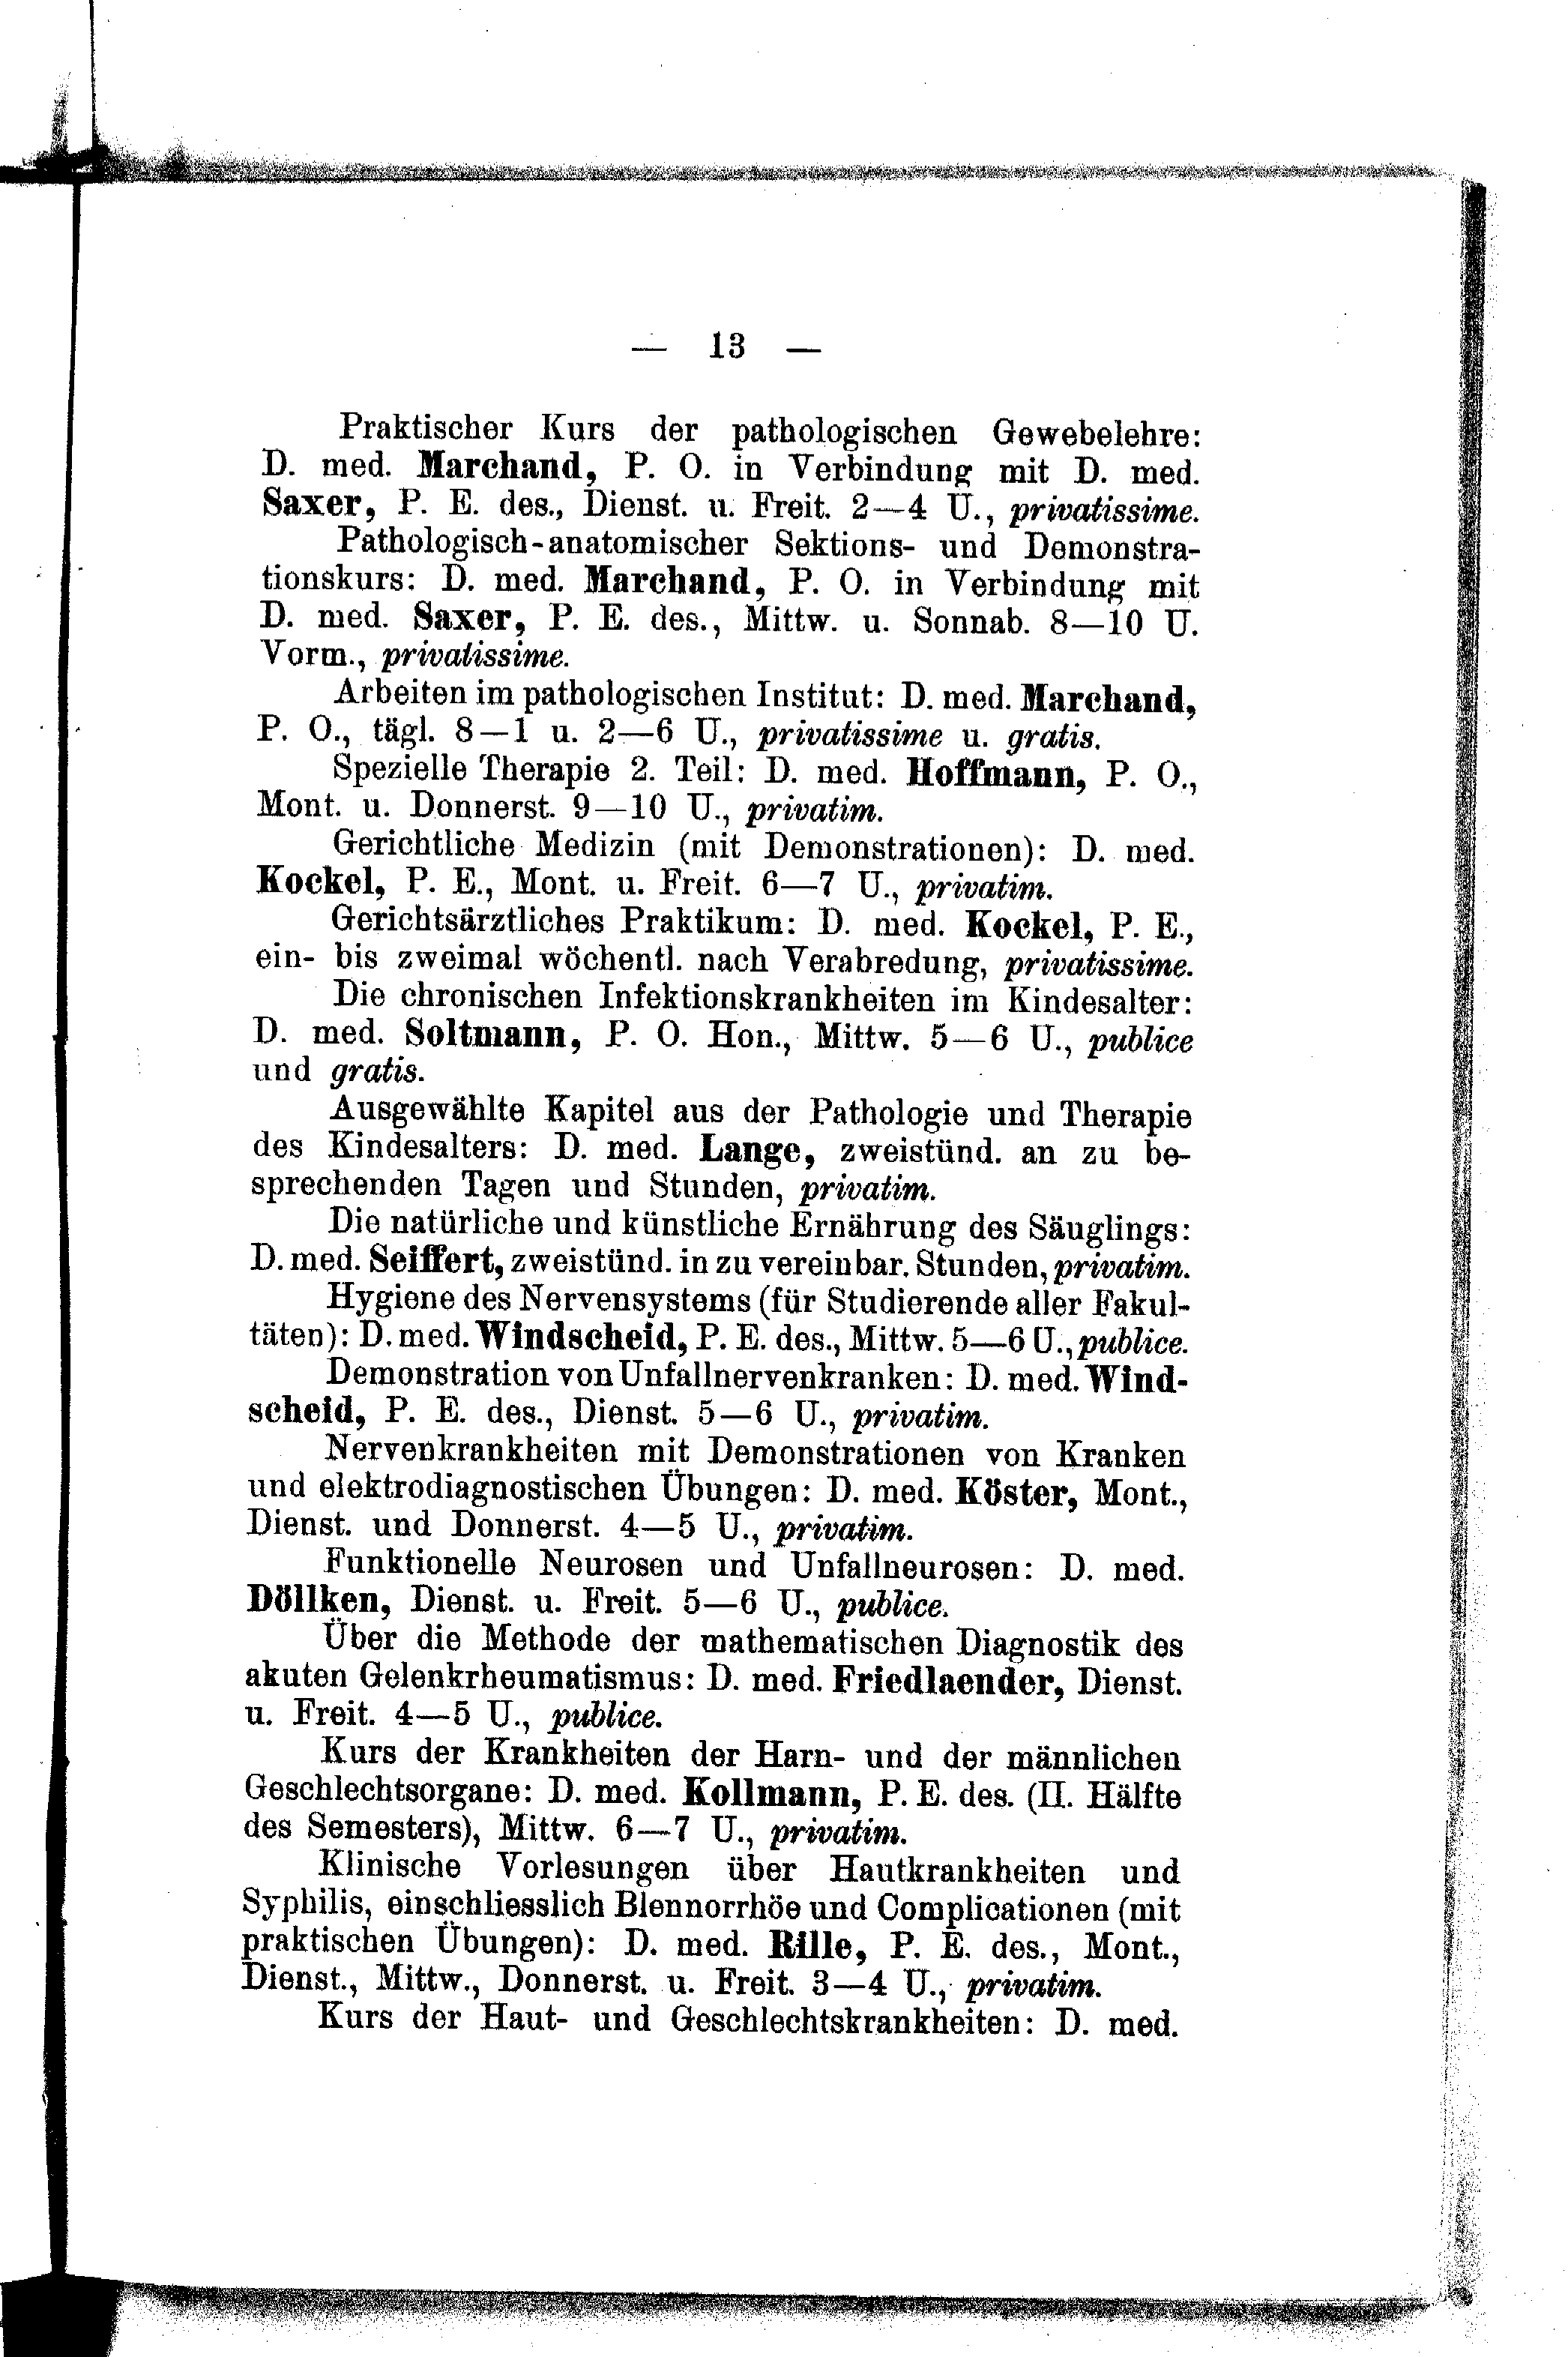 — 13 —
Praktischer Kurs der pathologischen Gewebelehre:
D. med. Marchand, P. O. in Verbindung mit D. med.
Saxer, P. E. des., Dienst. u. Freit. 2—4 U., privatissime.
Pathologisch-anatomischer Sektions- und Demonstra-
tionskurs: D. med. Marchand, P. O. in Verbindung mit
D. med. Saxer, P. E. des., Mittw. u. Sonnab. 8—10 U.
Vorm., privatissime.
Arbeiten im pathologischen Institut: D. med. Marchand,
P. O., tägl. 8—1 u. 2—6 U., privatissime u. gratis.
Spezielle Therapie 2. Teil: D. med. Hoffmann, P. O.,
Mont. u. Donnerst. 9—10 U., privatim.
Gerichtliche Medizin (mit Demonstrationen): D. med.
Kockel, P. E., Mont. u. Freit. 6—7 U., privatim.
Gerichtsärztliches Praktikum: D. med. Kockel, P. E.,
ein- bis zweimal wöchentl. nach Verabredung, privatissime.
Die chronischen Infektionskrankheiten im Kindesalter:
D. med. Soltmann, P. O. Hon., Mittw. 5—6 U., publice
und gratis.
Ausgewählte Kapitel aus der Pathologie und Therapie
des Kindesalters: D. med. Lange, zweistünd. an zu be-
sprechenden Tagen und Stunden, privatim.
Die natürliche und künstliche Ernährung des Säuglings:
D. med. Seiffert, zweistünd. in zu vereinbar. Stunden, privatim.
Hygiene des Nervensystems (für Studierende aller Fakul-
täten): D. med. Windscheid, P. E. des., Mittw. 5—6 U., publice.
Demonstration von Unfallnervenkranken: D. med. Wind-
scheid, P. E. des., Dienst. 5—6 U., privatim.
Nervenkrankheiten mit Demonstrationen von Kranken
und elektrodiagnostischen Übungen: D. med. Köster, Mont.,
Dienst. und Donnerst. 4—5 U., privatim.
Funktionelle Neurosen und Unfallneurosen: D. med.
Döllken, Dienst. u. Freit. 5—6 U., publice.
Über die Methode der mathematischen Diagnostik des
akuten Gelenkrheumatismus: D. med. Friedlaender, Dienst.
u. Freit. 4—5 U., publice.
Kurs der Krankheiten der Harn- und der männlichen
Geschlechtsorgane: D. med. Kollmann, P. E. des. (II. Hälfte
des Semesters), Mittw. 6—7 U., privatim.
Klinische Vorlesungen über Hautkrankheiten und
Syphilis, einschliesslich Blennorrhöe und Complicationen (mit
praktischen Übungen): D. med. Rille, P. E. des., Mont.,
Dienst., Mittw., Donnerst. u. Freit. 3—4 U., privatim.
Kurs der Haut- und Geschlechtskrankheiten: D. med.